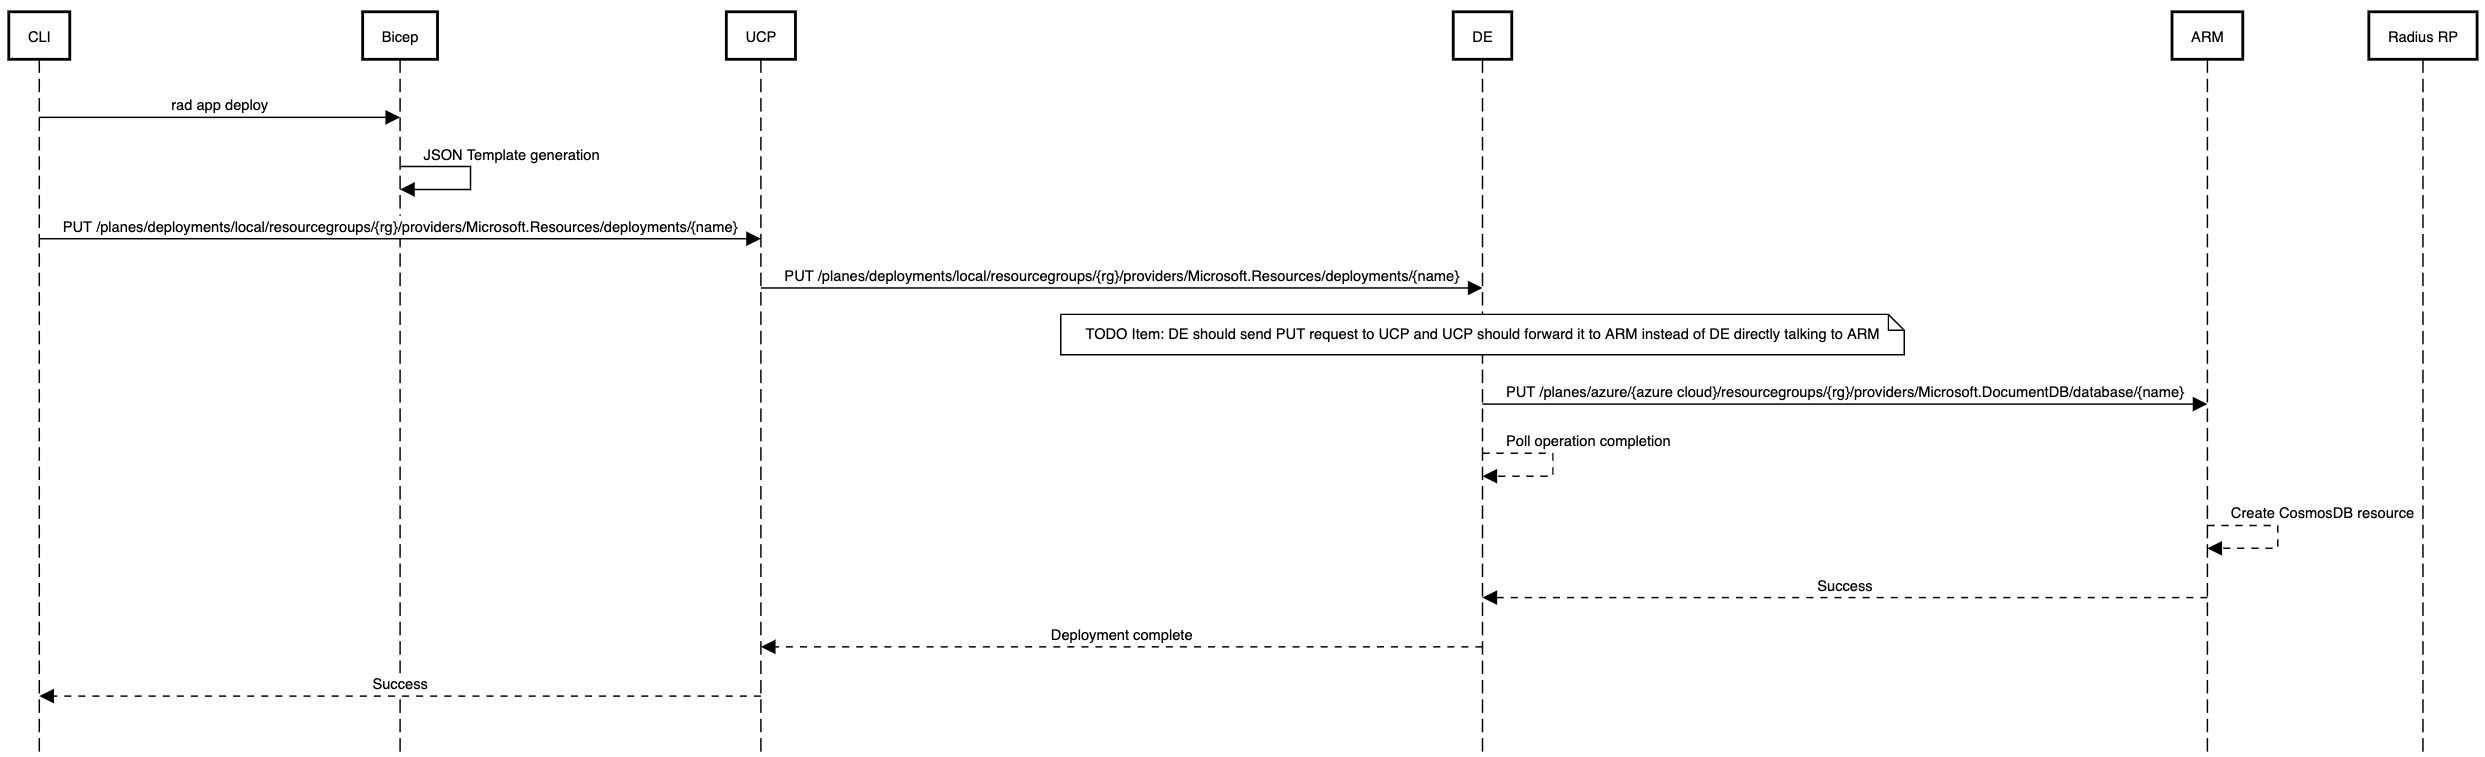 CLI
Bicep
UCP
DE
ARM
Radius RP
rad app deploy
JSON Template generation
PUT /planes/deployments/local/resourcegroups/{rg}/providers/Microsoft.Resources/deployments/{name}
PUT /planes/deployments/local/resourcegroups/{rg}/providers/Microsoft.Resources/deployments/{name}
TODO Item: DE should send PUT request to UCP and UCP should forward it to ARM instead of DE directly talking to ARM
PUT /planes/azure/{azure cloud}/resourcegroups/{rg}/providers/Microsoft.DocumentDB/database/{name}
Poll operation completion
Create CosmosDB resource
Success
Deployment complete
Success